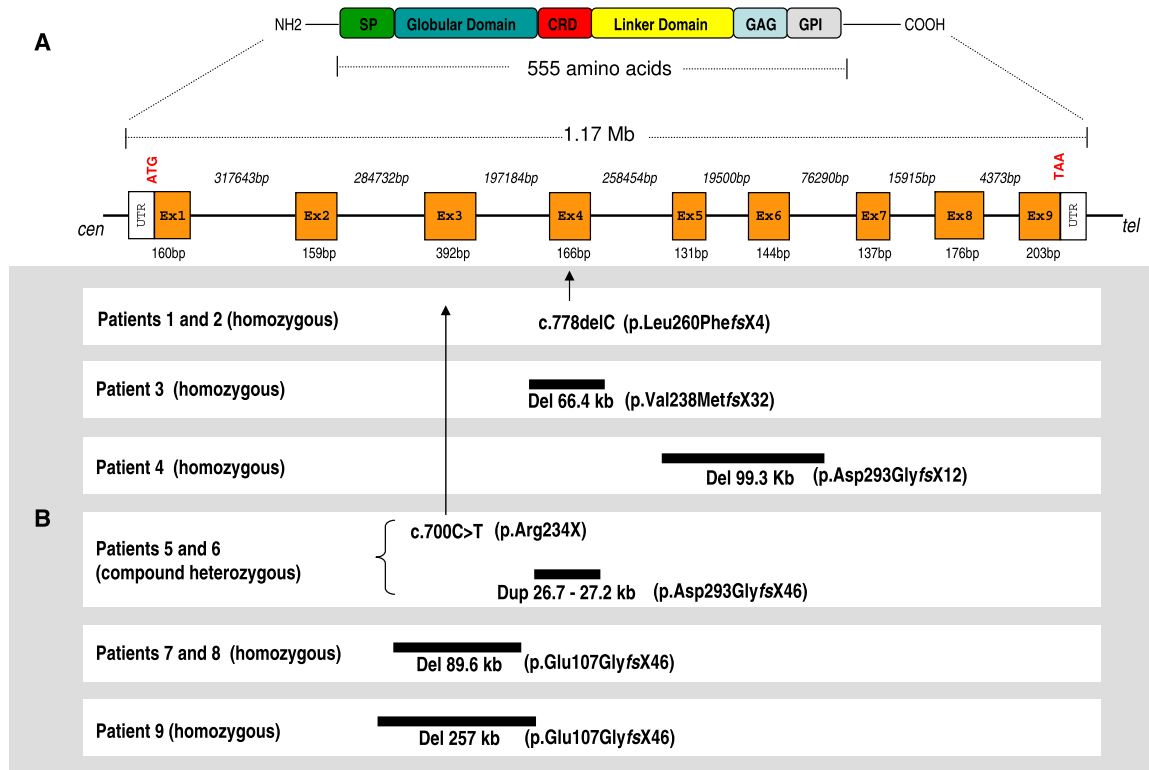 A
NH2 SP Globular Domain CRD Linker Domain GAG GPI COOH
555 amino acids
1.17 Mb
ATG TAA
317643bp 284732bp 197184bp 258454bp 19500bp 76290bp 15915bp 4373bp
cen UTR Ex1 Ex2 Ex3 Ex4 Ex5 Ex6 Ex7 Ex8 Ex9 UTR tel
160bp 159bp 392bp 166bp 131bp 144bp 137bp 176bp 203bp
B
Patients 1 and 2 (homozygous) c.778delC (p.Leu260PhefsX4)
Patient 3 (homozygous)
Del 66.4 kb (p.Val238MetfsX32)
Patient 4 (homozygous)
Del 99.3 Kb (p.Asp293GlyfsX12)
Patients 5 and 6
(compound heterozygous)
c.700C>T (p.Arg234X)
Dup 26.7 - 27.2 kb (p.Asp293GlyfsX46)
Patients 7 and 8 (homozygous)
Del 89.6 kb (p.Glu107GlyfsX46)
Patient 9 (homozygous)
Del 257 kb (p.Glu107GlyfsX46)